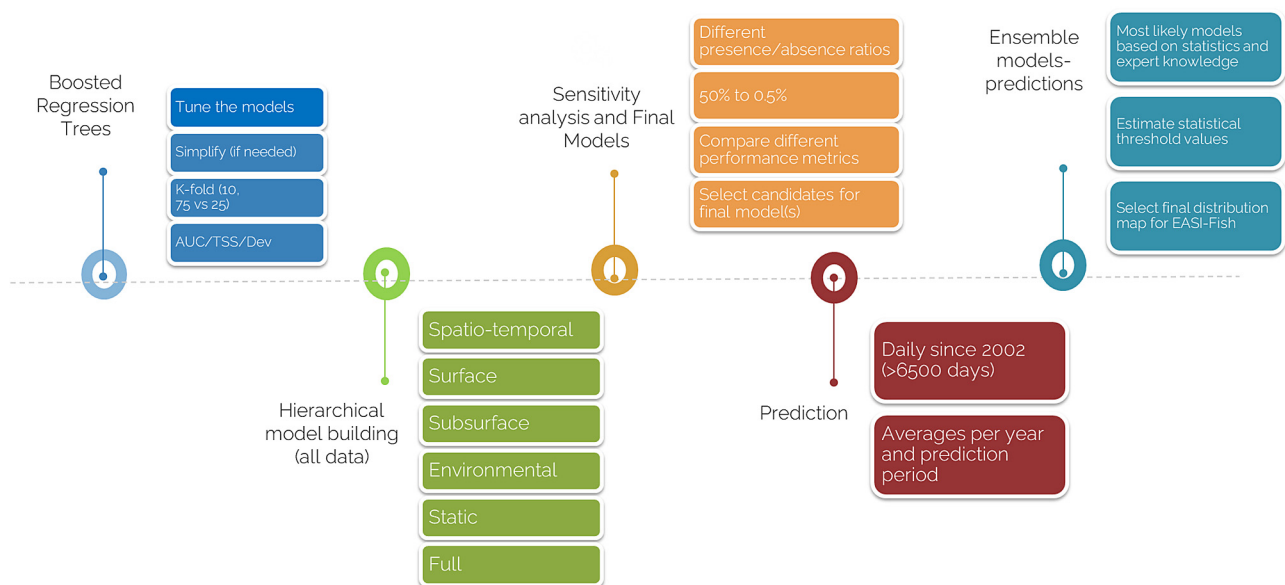 Boosted
Regression
Trees
Tune the models
Simplify (if needed)
K-fold (10,
75 vs 25)
AUC/TSS/Dev
Hierarchical
model building
(all data)
Spatio-temporal
Surface
Subsurface
Environmental
Static
Full
Sensitivity
analysis and Final
Models
Different
presence/absence ratios
50% to 0.5%
Compare different
performance metrics
Select candidates for
final model(s)
Prediction
Daily since 2002
(>6500 days)
Averages per year
and prediction
period
Ensemble
models-
predictions
Most likely models
based on statistics and
expert knowledge
Estimate statistical
threshold values
Select final distribution
map for EASI-Fish